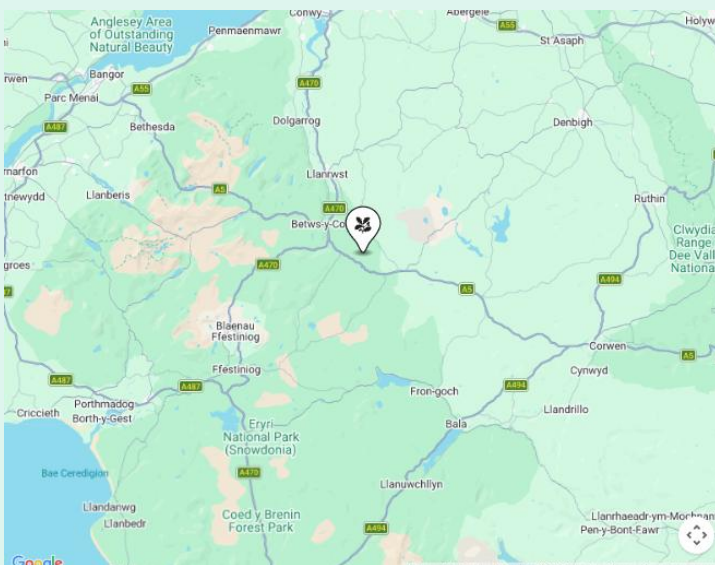 Anglesey Area
of Outstanding
Natural Beauty
Conwy
Abergele
A55
Holyw
Penmaenmawr
St Asaph
rwen
Bangor
A55
A470
Parc Menai
Dolgarrog
Denbigh
A487
Bethesda
rnarfon
Llanrwst
tnewydd
Llanberis
A5
A470
Ruthin
Betws-y-Co
Clwydia
Range
Dee Vall
National
groes
A470
A494
A5
Blaenau
Ffestiniog
Corwen
A5
Ffestiniog
Cynwyd
A487
A487
A494
Fron-goch
Criccieth
Porthmadog
Borth-y-Gest
Llandrillo
Eryri
National Park
(Snowdonia)
Bala
Bae Ceredigion
A470
Llanuwchllyn
Llandanwg
Llanbedr
Coed y Brenin
Forest Park
A494
Llanrhaeadr-ym-Mochnan
Pen-y-Bont-Fawr
Google